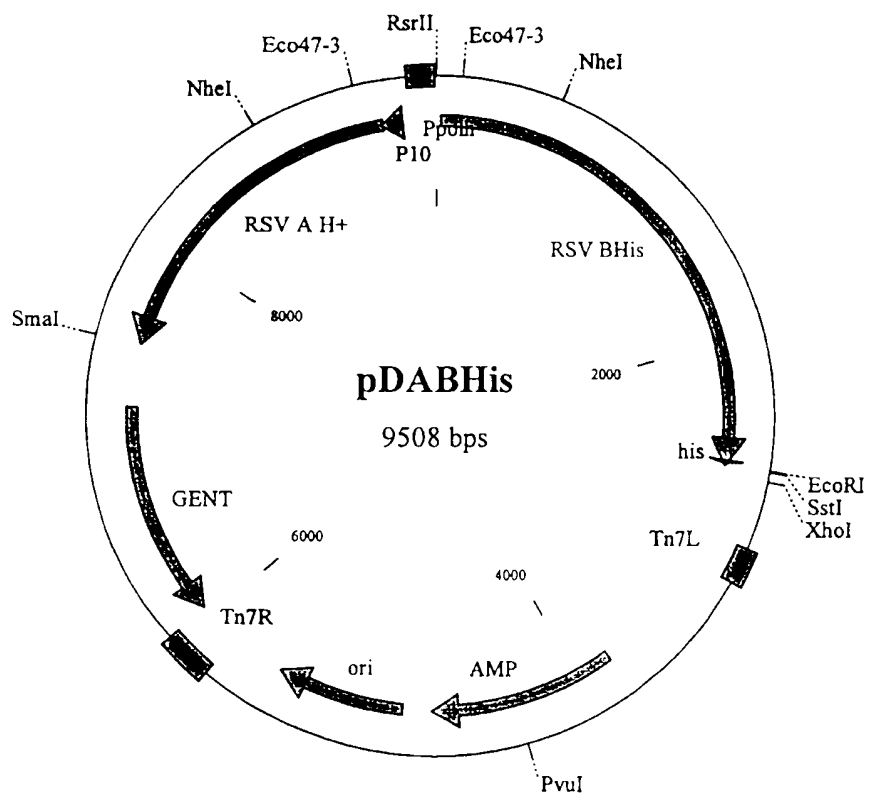 RsrII
Eco47-3
Eco47-3
NheI
NheI
P10
RSV A H+
RSV BHis
SmaI
8000
2000
pDABHis
9508 bps
his
EcoRI
SstI
XhoI
GENT
Tn7L
6000
4000
Tn7R
ori
AMP
PvuI